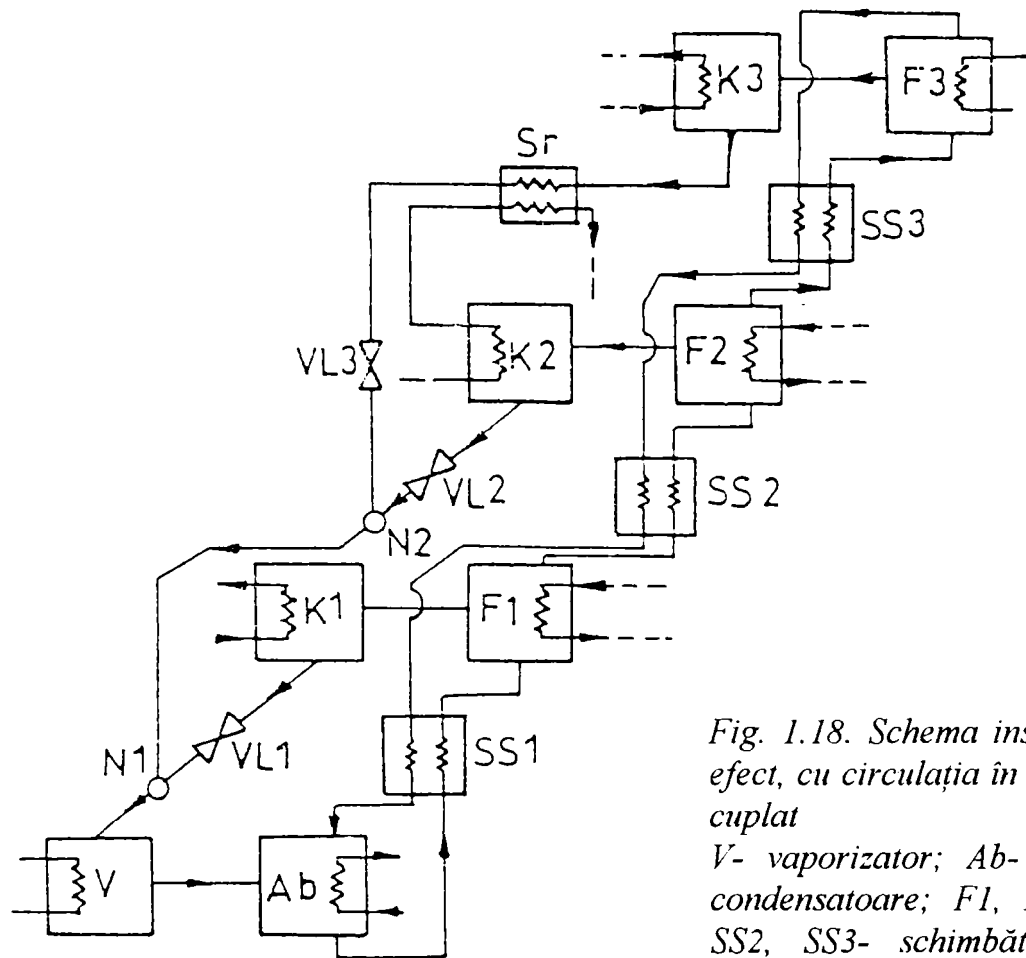 K3
F3
Sr
SS3
VL3
K2
F2
VL2
SS2
N2
K1
F1
N1
VL1
SS1
V
Ab
Fig. 1.18. Schema ins
efect, cu circulația în
cuplat
V- vaporizator; Ab-
condensatoare; F1,
SS2, SS3- schimbăt